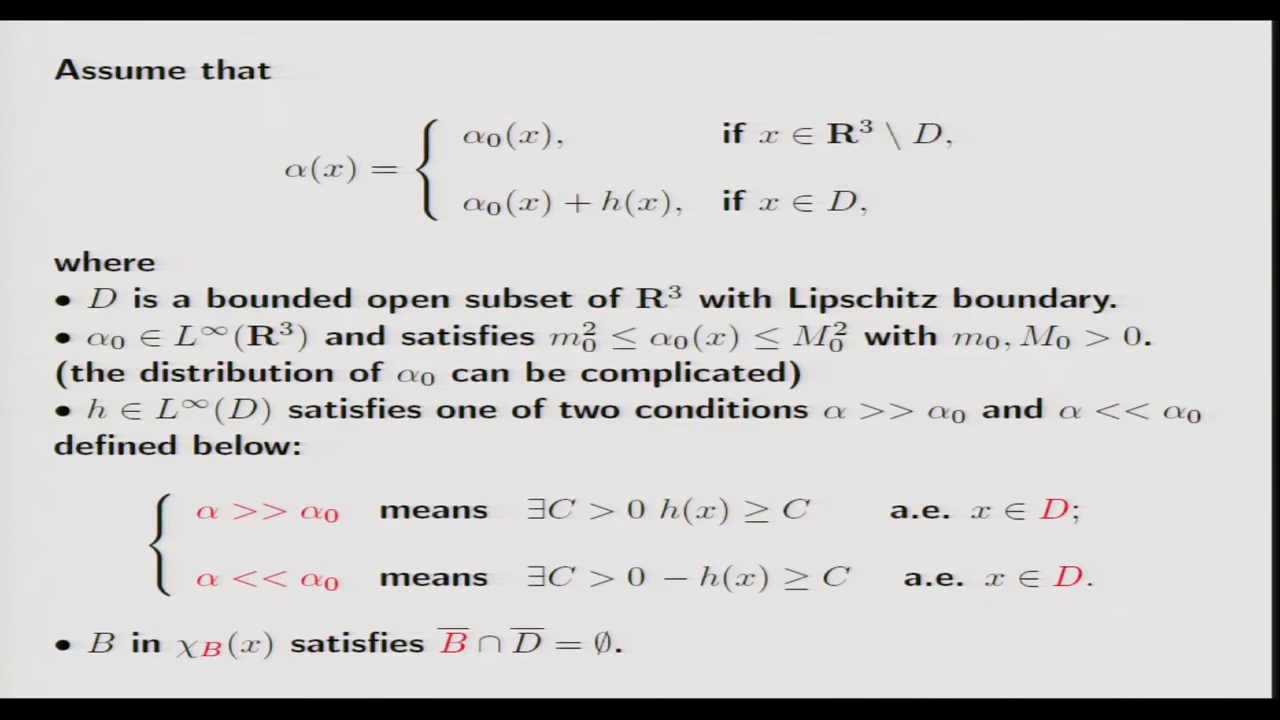 Assume that
α(x) = { α₀(x), if x ∈ R³ \ D,
α₀(x) + h(x), if x ∈ D,
where
• D is a bounded open subset of R³ with Lipschitz boundary.
• α₀ ∈ L^∞(R³) and satisfies m₀² ≤ α₀(x) ≤ M₀² with m₀, M₀ > 0.
(the distribution of α₀ can be complicated)
• h ∈ L^∞(D) satisfies one of two conditions α >> α₀ and α << α₀
defined below:
{ α >> α₀ means ∃C > 0 h(x) ≥ C a.e. x ∈ D;
α << α₀ means ∃C > 0 − h(x) ≥ C a.e. x ∈ D.
• B in χ_B(x) satisfies B̅ ∩ D̅ = ∅.